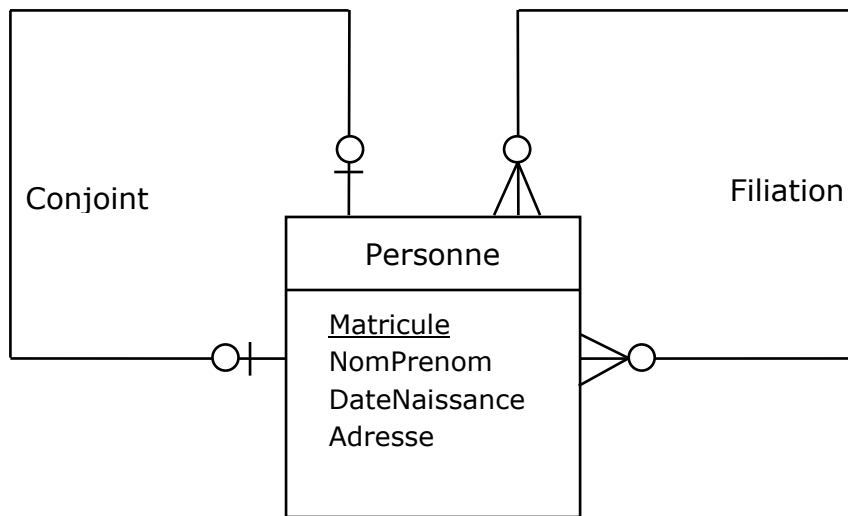 Conjoint
Filiation
Personne
Matricule
NomPrenom
DateNaissance
Adresse